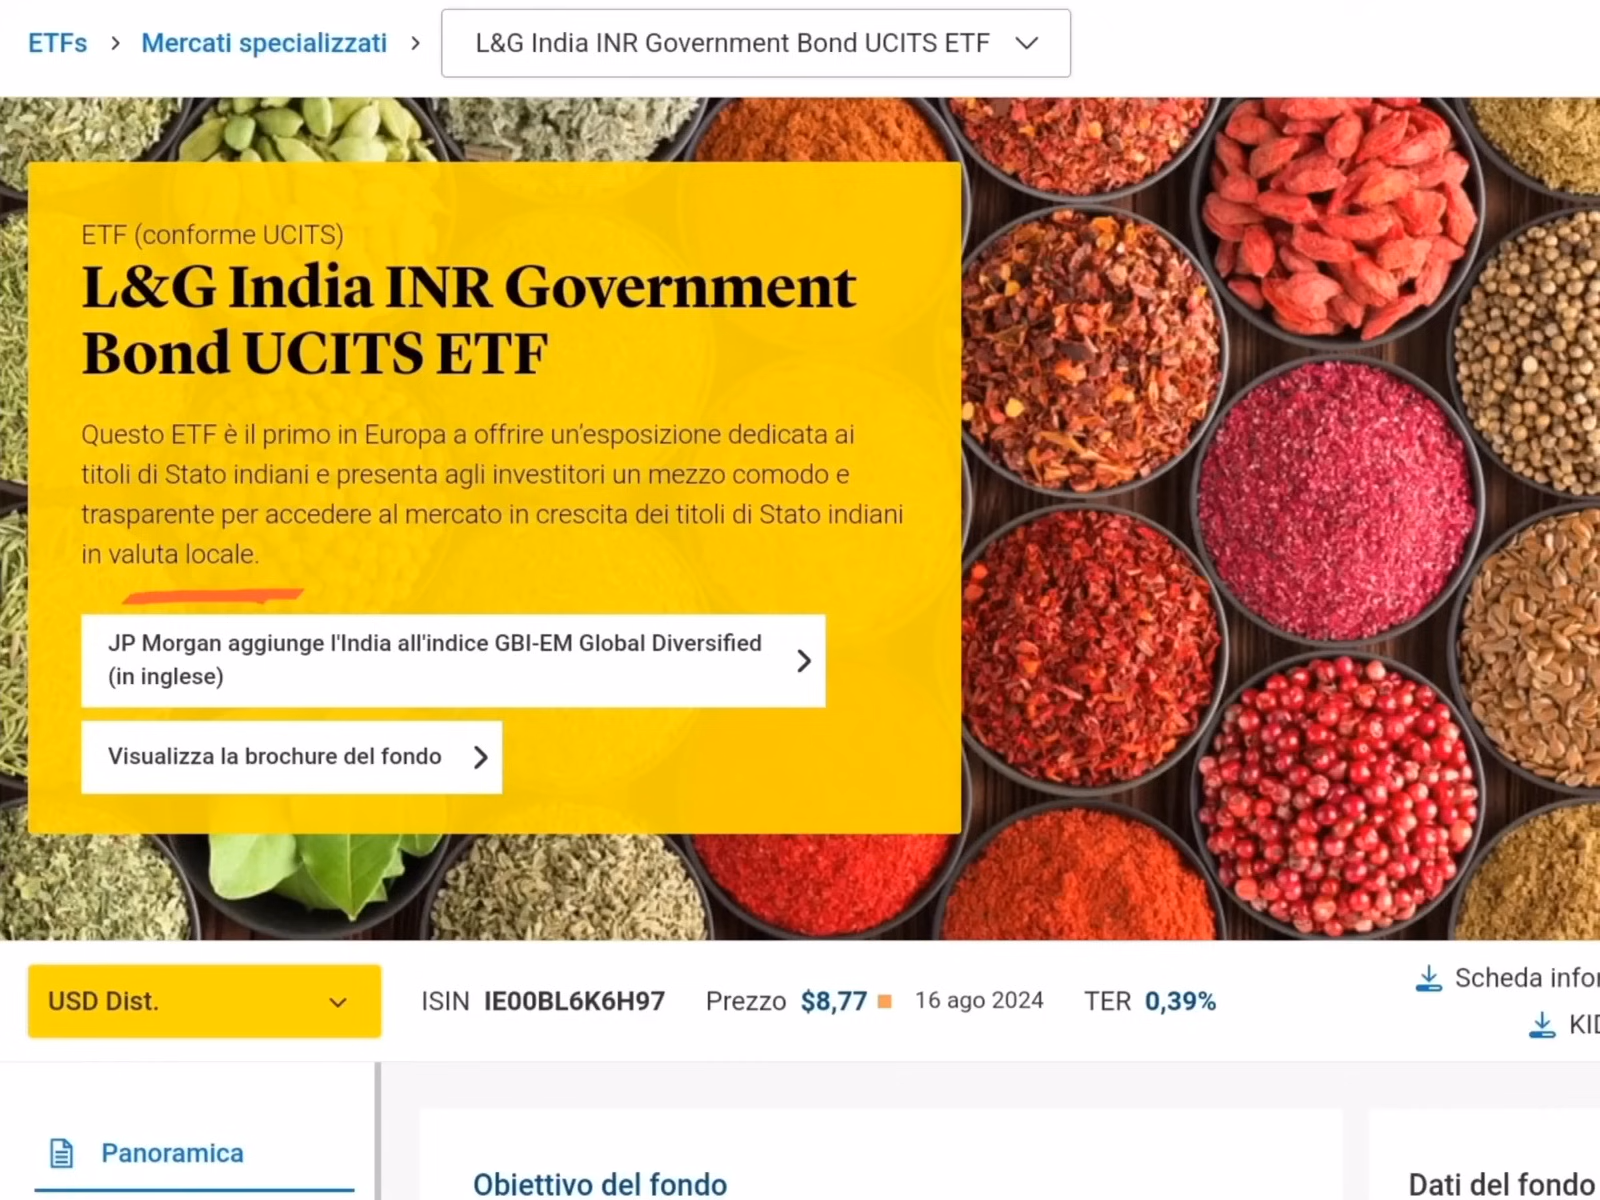 ETFs > Mercati specializzati > L&G India INR Government Bond UCITS ETF
ETF (conforme UCITS)
L&G India INR Government
Bond UCITS ETF
Questo ETF è il primo in Europa a offrire un'esposizione dedicata ai
titoli di Stato indiani e presenta agli investitori un mezzo comodo e
trasparente per accedere al mercato in crescita dei titoli di Stato indiani
in valuta locale.
JP Morgan aggiunge l'India all'indice GBI-EM Global Diversified
(in inglese)
Visualizza la brochure del fondo
USD Dist.
ISIN IE00BL6K6H97 Prezzo $8,77 16 ago 2024 TER 0,39%
Scheda
Panoramica
Obiettivo del fondo
Dati del fondo